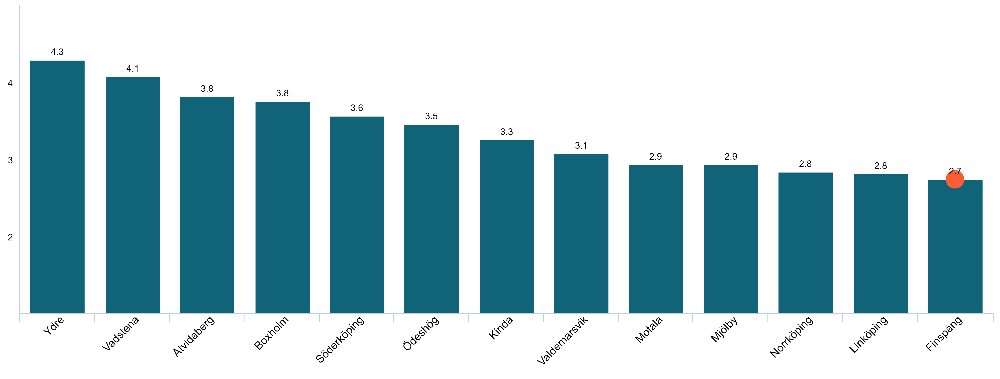 4.3
4.1
3.8
3.8
3.6
3.5
3.3
3.1
2.9
2.9
2.8
2.8
2.7
4
3
2
Ydre
Vadstena
Åtvidaberg
Boxholm
Söderköping
Ödeshög
Kinda
Valdemarsvik
Motala
Mjölby
Norrköping
Linköping
Finspång